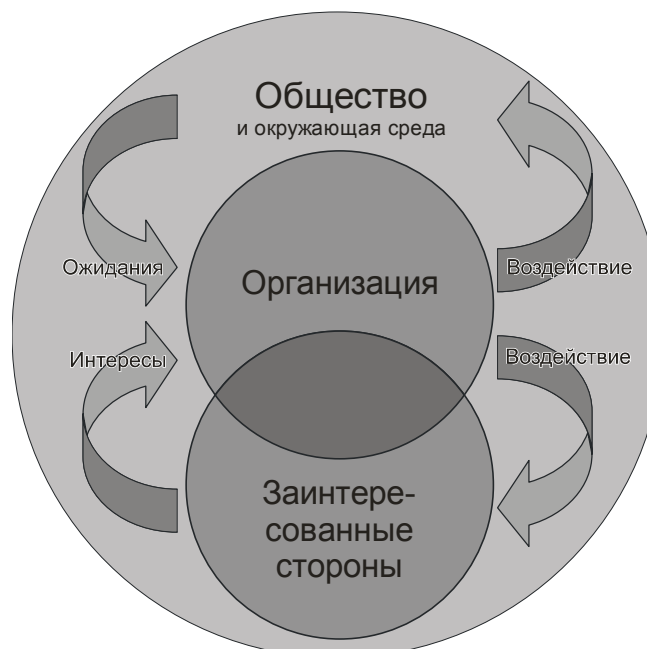 Общество
и окружающая среда
Ожидания
Организация
Воздействие
Интересы
Воздействие
Заинтере-
сованные
стороны